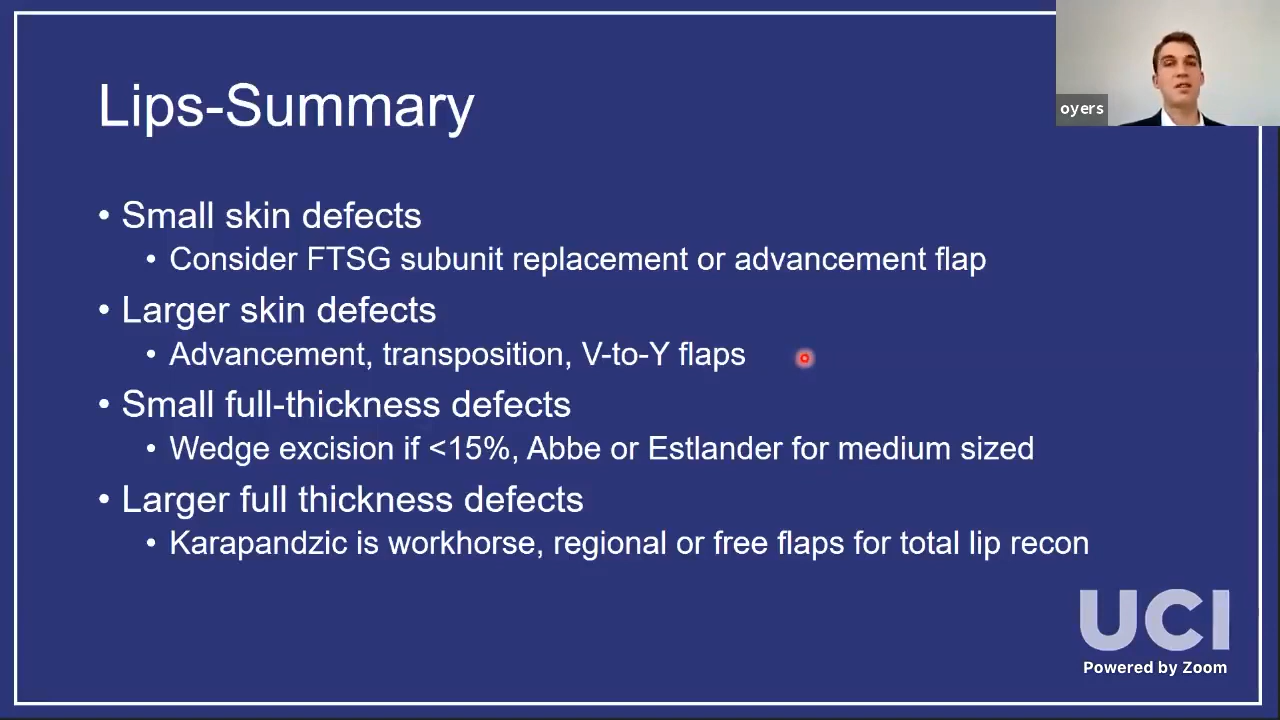 oyers
Lips-Summary
• Small skin defects
• Consider FTSG subunit replacement or advancement flap
• Larger skin defects
• Advancement, transposition, V-to-Y flaps
• Small full-thickness defects
• Wedge excision if <15%, Abbe or Estlander for medium sized
• Larger full thickness defects
• Karapandzic is workhorse, regional or free flaps for total lip recon
UCI
Powered by Zoom